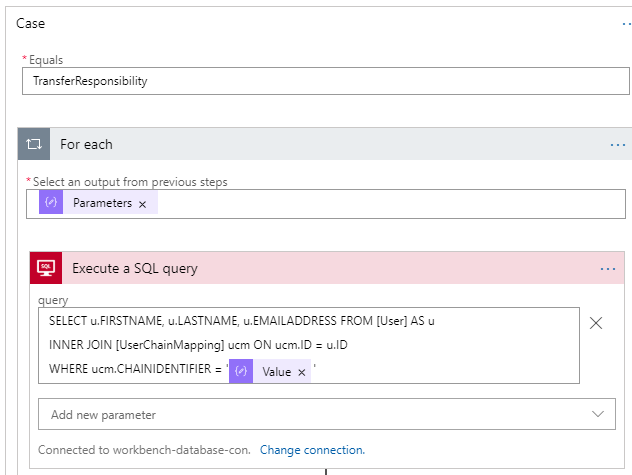 Case
* Equals
TransferResponsibility
For each
* Select an output from previous steps
Parameters
SQL
Execute a SQL query
query
SELECT u.FIRSTNAME, u.LASTNAME, u.EMAILADDRESS FROM [User] AS u
INNER JOIN [UserChainMapping] ucm ON ucm.ID = u.ID
WHERE ucm.CHAINIDENTIFIER = ' Value '
Add new parameter
Connected to workbench-database-con. Change connection.